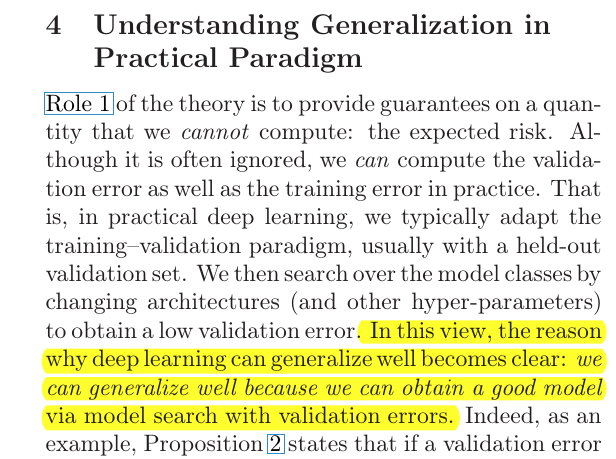 4 Understanding Generalization in
Practical Paradigm
Role 1 of the theory is to provide guarantees on a quan-
tity that we cannot compute: the expected risk. Al-
though it is often ignored, we can compute the valida-
tion error as well as the training error in practice. That
is, in practical deep learning, we typically adapt the
training–validation paradigm, usually with a held-out
validation set. We then search over the model classes by
changing architectures (and other hyper-parameters)
to obtain a low validation error. In this view, the reason
why deep learning can generalize well becomes clear: we
can generalize well because we can obtain a good model
via model search with validation errors. Indeed, as an
example, Proposition 2 states that if a validation error